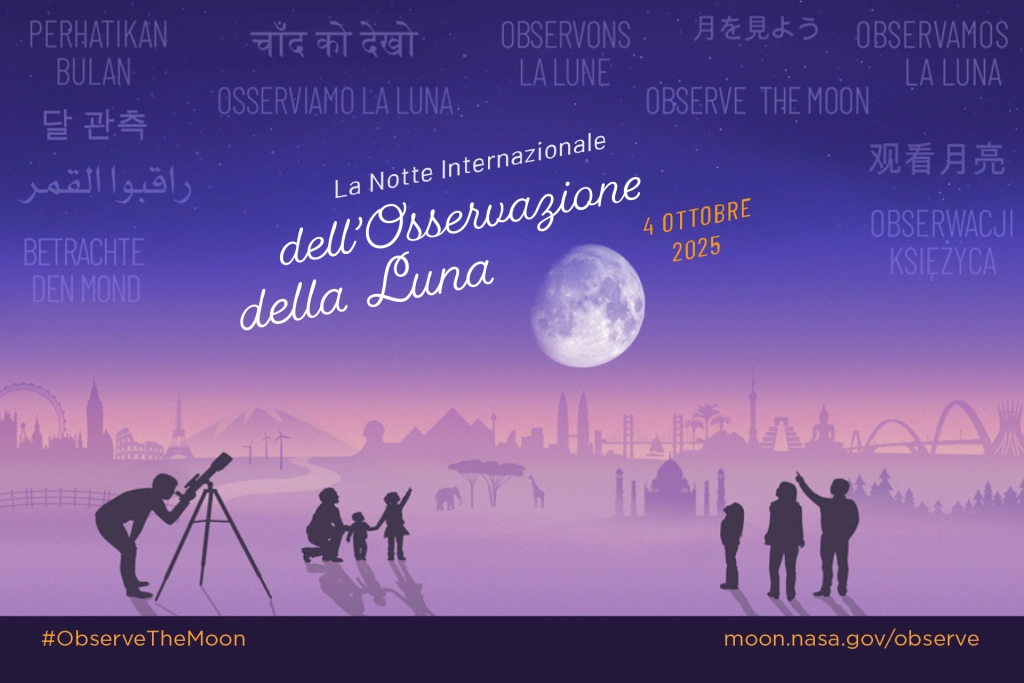 PERHATIKAN
BULAN
चाँद को देखो
OBSERVONS
LA LUNE
月を見よう
OBSERVAMOS
LA LUNA
OSSERVIAMO LA LUNA
OBSERVE THE MOON
달 관측
راقبوا القمر
观看月亮
BETRACHTE
DEN MOND
OBSERWACJI
KSIĘŻYCA
La Notte Internazionale
dell'Osservazione
della Luna
4 OTTOBRE
2025
#ObserveTheMoon
moon.nasa.gov/observe